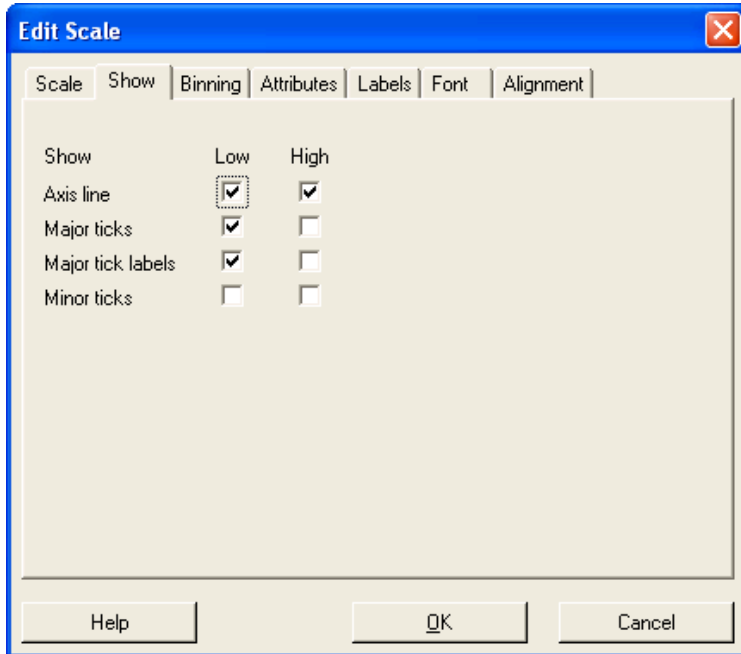 Edit Scale
Scale Show Binning Attributes Labels Font Alignment
Show Low High
Axis line
Major ticks
Major tick labels
Minor ticks
Help OK Cancel